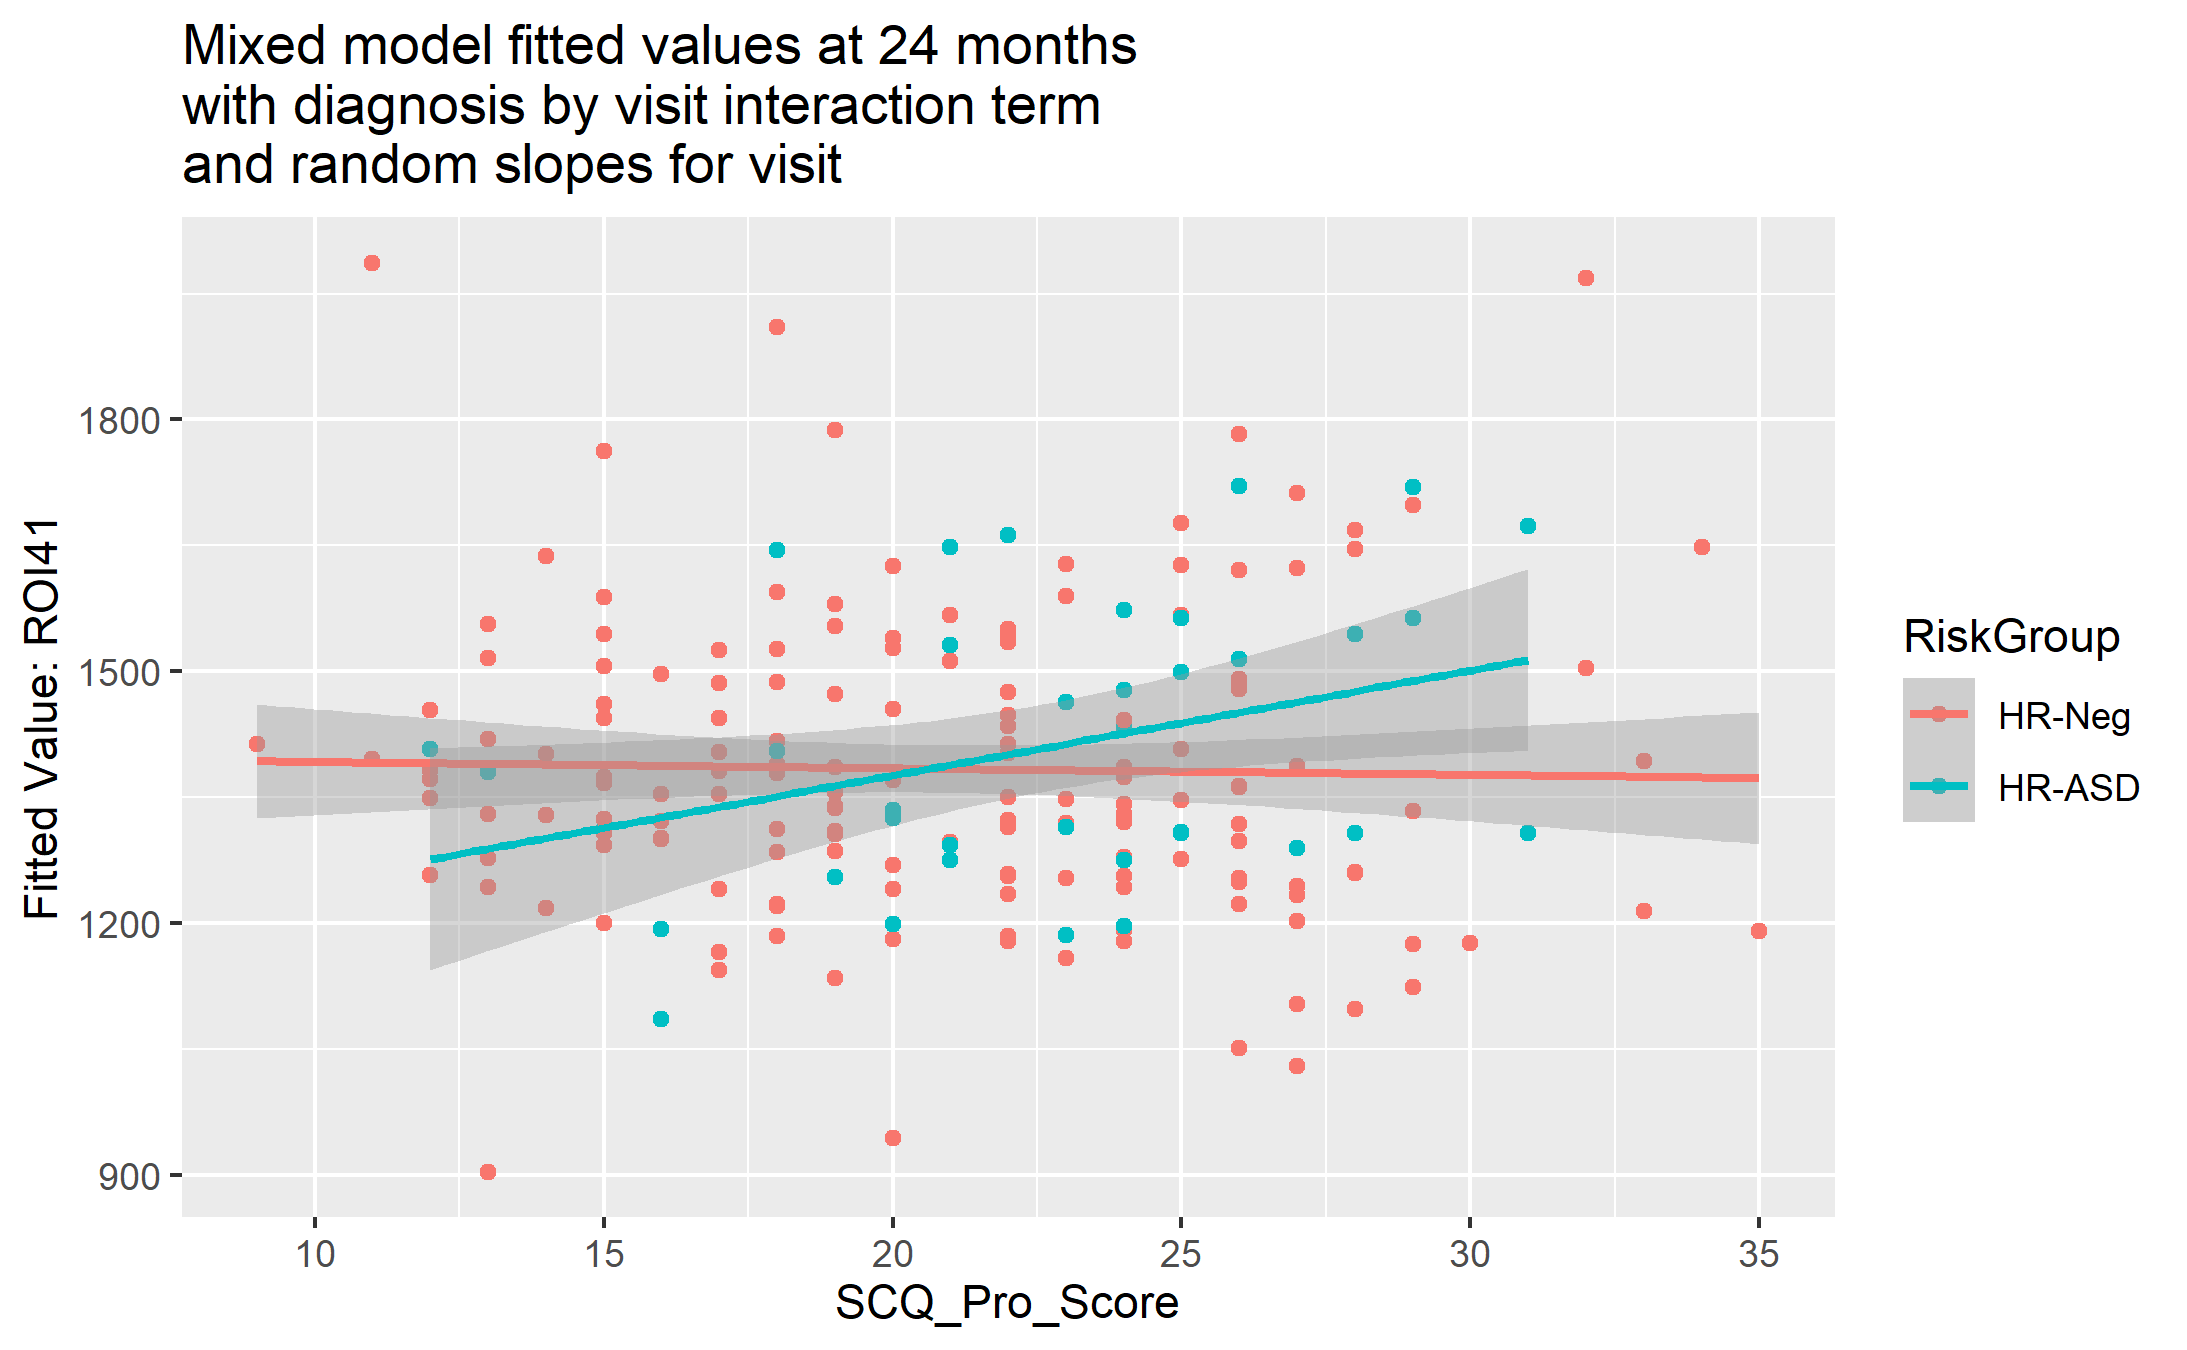 Mixed model fitted values at 24 months
with diagnosis by visit interaction term
and random slopes for visit
Fitted Value: ROI41
1800
1500
1200
900
10 15 20 25 30 35
SCQ_Pro_Score
RiskGroup
HR-Neg
HR-ASD